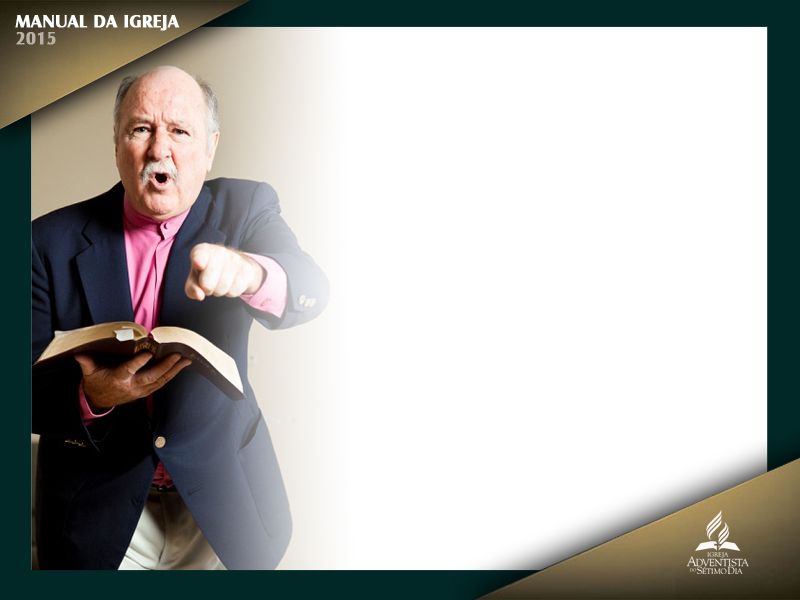 MANUAL DA IGREJA
2015
IGREJA
ADVENTISTA
DO SÉTIMO DIA